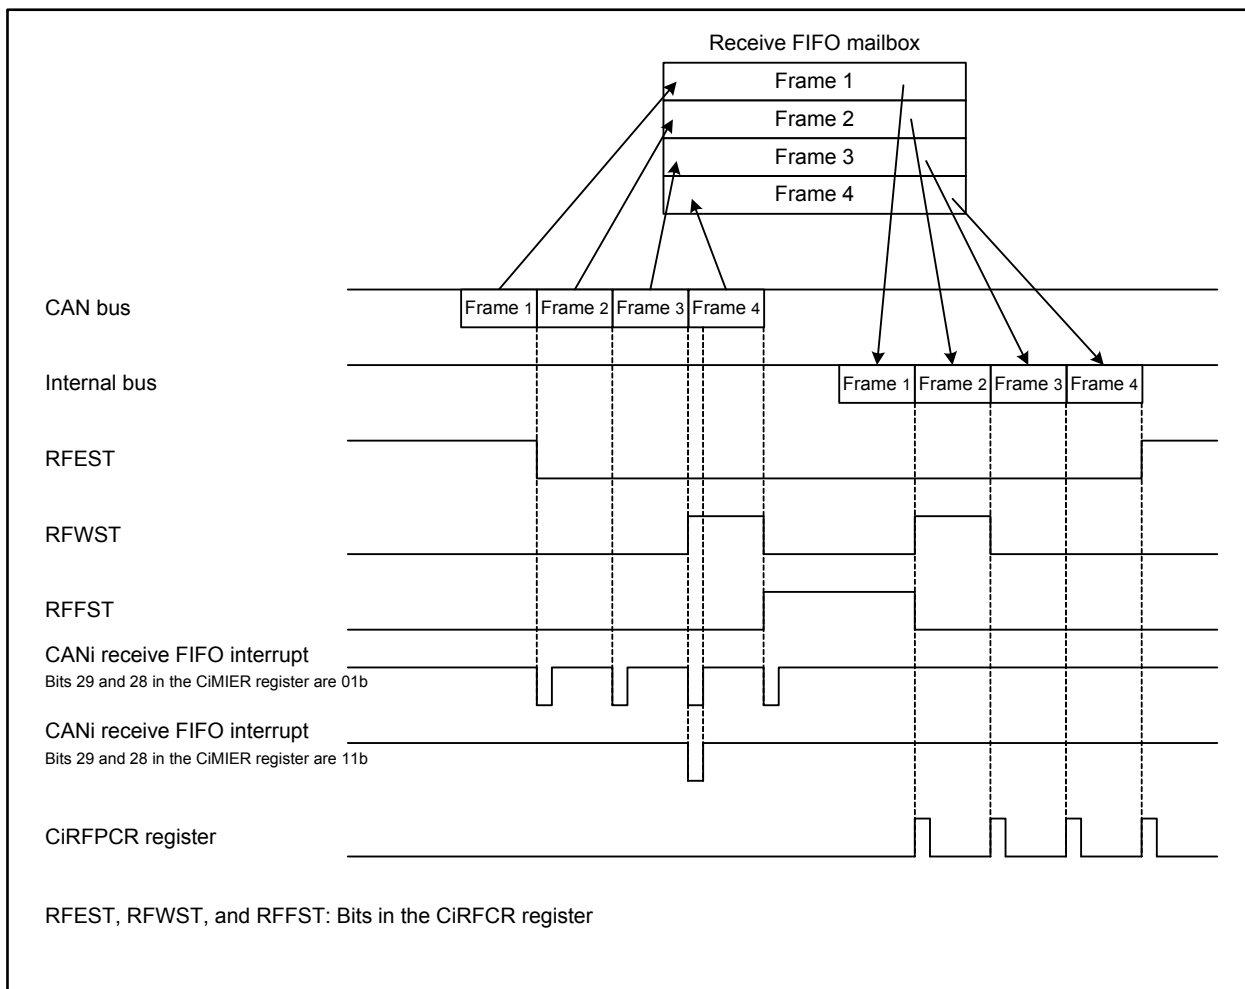 Receive FIFO mailbox
Frame 1
Frame 2
Frame 3
Frame 4
CAN bus
Frame 1 Frame 2 Frame 3 Frame 4
Internal bus
Frame 1 Frame 2 Frame 3 Frame 4
RFEST
RFWST
RFFST
CANi receive FIFO interrupt
Bits 29 and 28 in the CiMIER register are 01b
CANi receive FIFO interrupt
Bits 29 and 28 in the CiMIER register are 11b
CiRFPCR register
RFEST, RFWST, and RFFST: Bits in the CiRFCR register